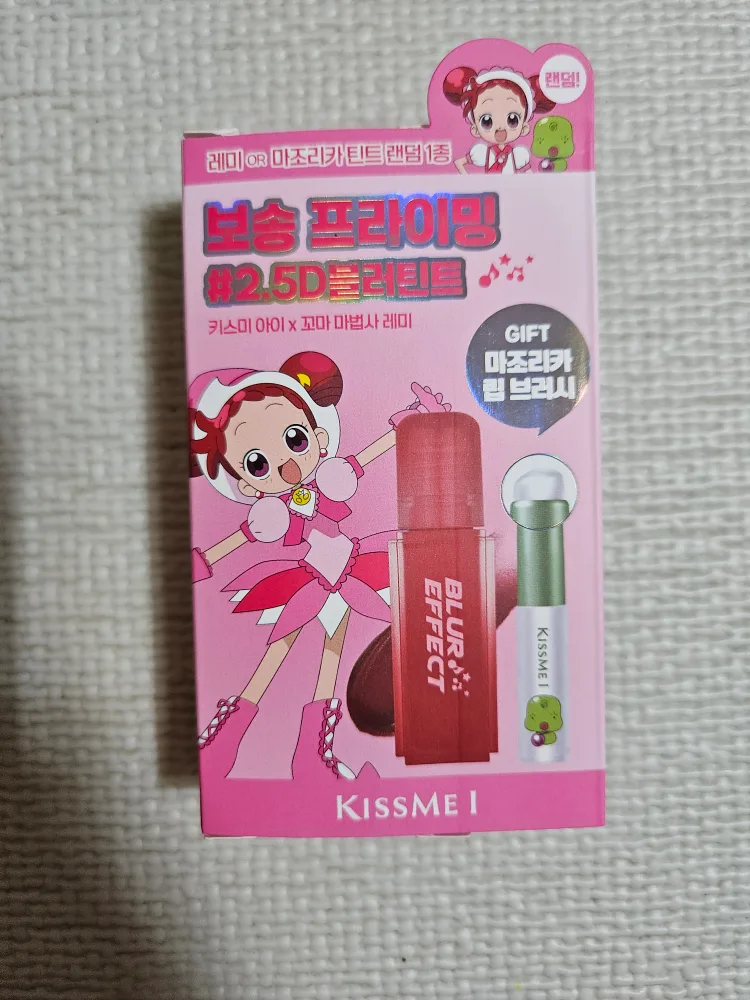 랜덤!
레미 OR 마조리카 틴트 랜덤 1종
보송 프라이밍
#2.5D블러틴트
키스미 아이 x 꼬마 마법사 레미
GIFT
마조리카
립 브러시
BLUR
EFFECT
KISSME I
KISSME I